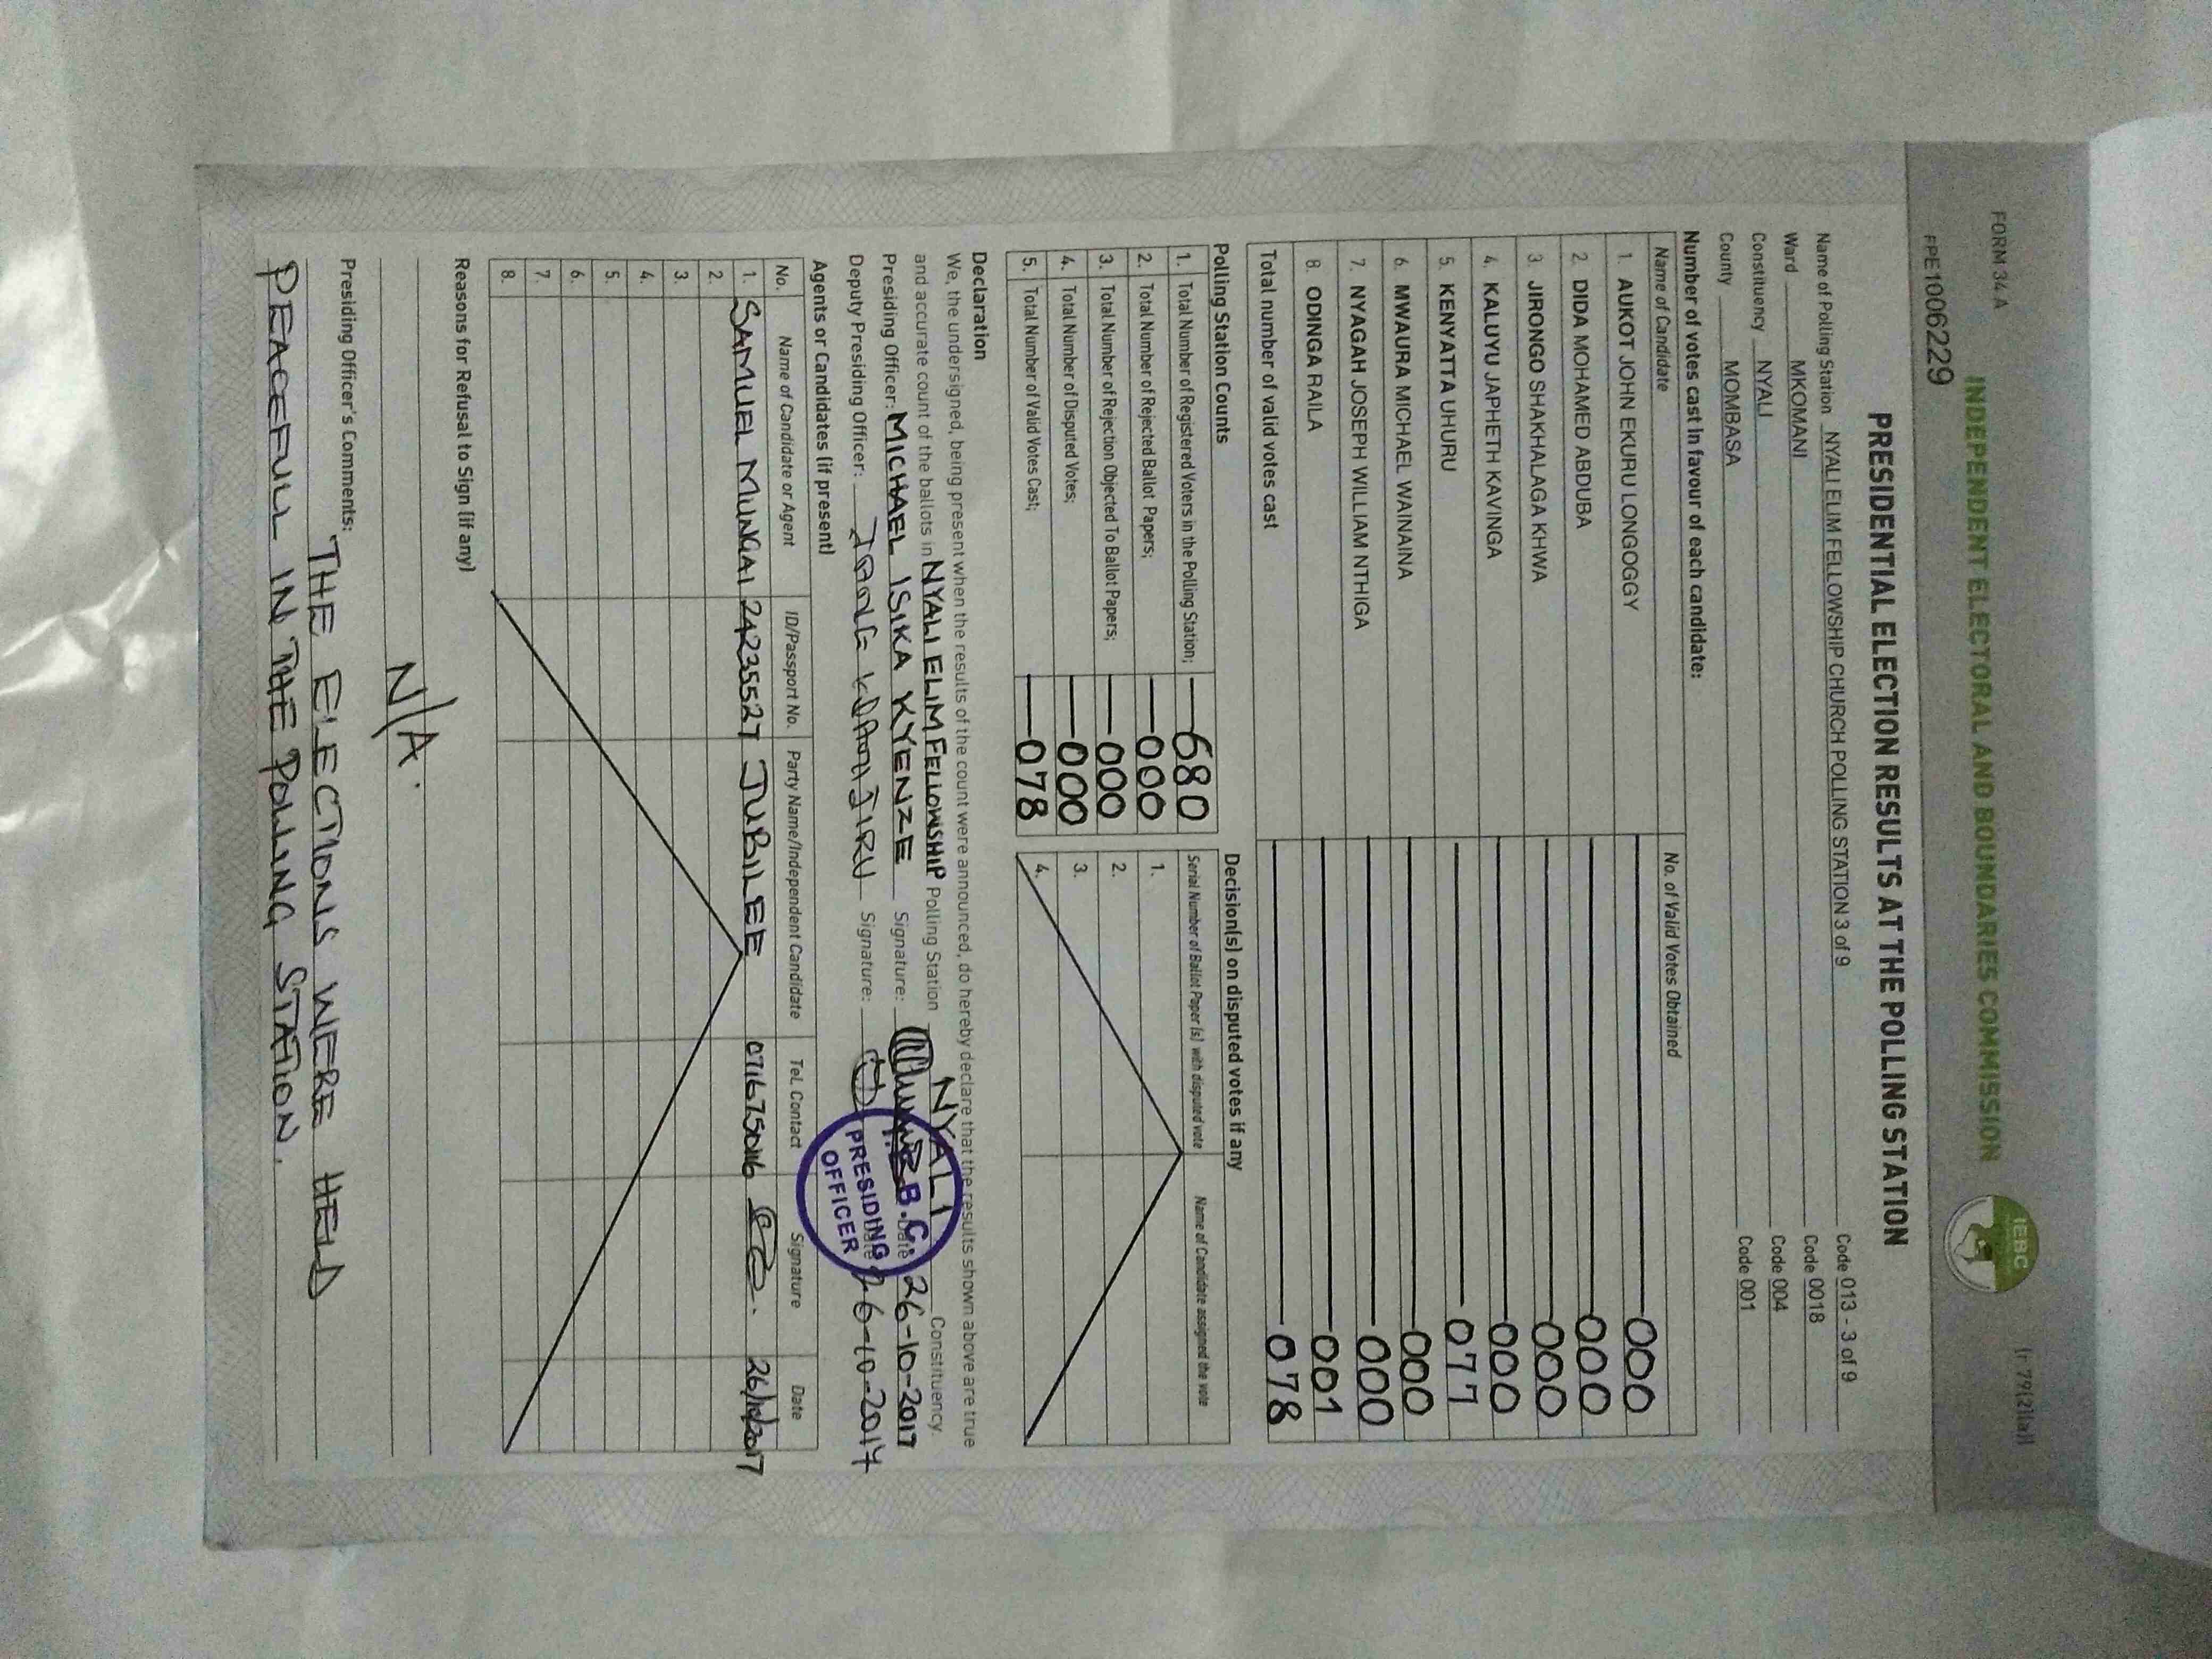 FORM 34A
(r 79(2)(a))
INDEPENDENT ELECTORAL AND BOUNDARIES COMMISSION
IEBC
PRE1006229
PRESIDENTIAL ELECTION RESULTS AT THE POLLING STATION
Name of Polling Station NYALI ELIM FELLOWSHIP CHURCH POLLING STATION 3 of 9 Code 013 - 3 of 9
Ward MKOMANI Code 0018
Constituency NYALI Code 004
County MOMBASA Code 001
Number of votes cast in favour of each candidate:
Name of Candidate No. of Valid Votes Obtained
1. AUKOT JOHN EKURU LONGOGGY 000
2. DIDA MOHAMED ABDUBA 000
3. JIRONGO SHAKHALAGA KHWA 000
4. KALUYU JAPHETH KAVINGA 000
5. KENYATTA UHURU 077
6. MWAURA MICHAEL WAINAINA 000
7. NYAGAH JOSEPH WILLIAM NTHIGA 000
8. ODINGA RAILA 001
Total number of valid votes cast 078
Polling Station Counts
1. Total Number of Registered Voters in the Polling Station; 680
2. Total Number of Rejected Ballot Papers; 000
3. Total Number of Rejection Objected To Ballot Papers; 000
4. Total Number of Disputed Votes; 000
5. Total Number of Valid Votes Cast; 078
Decision(s) on disputed votes if any
Serial Number of Ballot Paper (s) with disputed vote Name of Candidate assigned the vote
1.
2.
3.
4.
Declaration
We, the undersigned, being present when the results of the count were announced, do hereby declare that the results shown above are true
and accurate count of the ballots in NYALI ELIM FELLOWSHIP Polling Station NYALI Constituency.
Presiding Officer: MICHAEL ISIKA KYENZE Signature: Date 26-10-2017
Deputy Presiding Officer: Signature: Date 26-10-2017
B.C.
PRESIDING
OFFICER
Agents or Candidates (if present)
No. Name of Candidate or Agent ID/Passport No. Party Name/Independent Candidate Tel. Contact Signature Date
1. SAMUEL MUNGAI 24235527 JUBILEE 26/10/2017
2.
3.
4.
5.
6.
7.
8.
Reasons for Refusal to Sign (if any)
N/A.
Presiding Officer's Comments: THE ELECTIONS WERE HELD
PEACEFULL IN THE POLLING STATION.